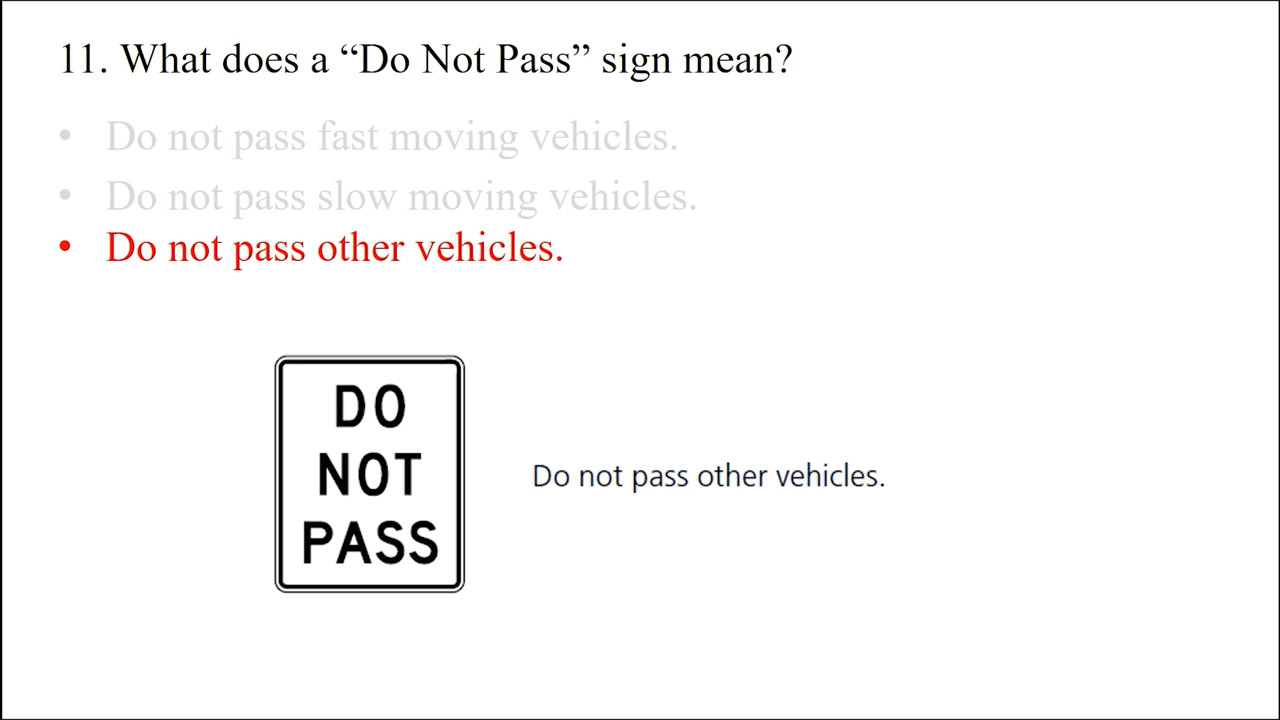 11. What does a “Do Not Pass” sign mean?
• Do not pass fast moving vehicles.
• Do not pass slow moving vehicles.
• Do not pass other vehicles.
DO
NOT
PASS
Do not pass other vehicles.